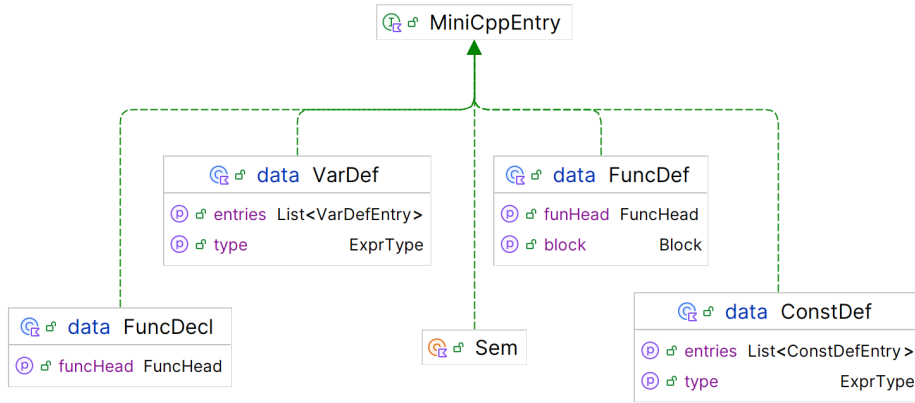 MiniCppEntry
data VarDef
entries List<VarDefEntry>
type ExprType
data FuncDef
funHead FuncHead
block Block
data FuncDecl
funcHead FuncHead
Sem
data ConstDef
entries List<ConstDefEntry>
type ExprType